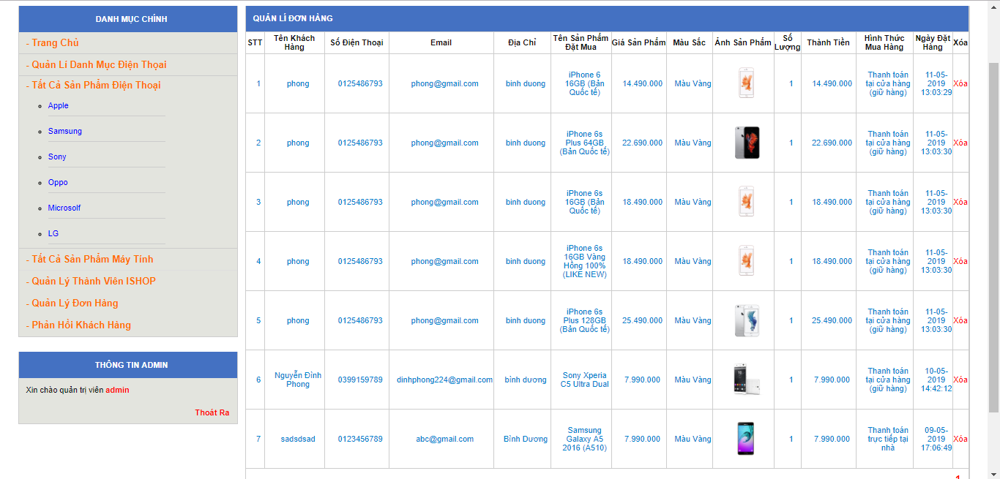 DANH MỤC CHÍNH
- Trang Chủ
- Quản Lí Danh Mục Điện Thọai
- Tất Cả Sản Phẩm Điện Thoại
Apple
Samsung
Sony
Oppo
Microsolf
LG
- Tất Cả Sản Phẩm Máy Tính
- Quản Lý Thành Viên ISHOP
- Quản Lý Đơn Hàng
- Phản Hồi Khách Hàng
THÔNG TIN ADMIN
Xin chào quản trị viên admin
Thoát Ra
QUẢN LÍ ĐƠN HÀNG
STT Tên Khách Hàng Số Điện Thoại Email Địa Chỉ Tên Sản Phẩm Đặt Mua Giá Sản Phẩm Màu Sắc Ảnh Sản Phẩm Số Lượng Thành Tiền Hình Thức Mua Hàng Ngày Đặt Hàng Xóa
1 phong 0125486793 phong@gmail.com binh duong iPhone 6 16GB (Bản Quốc tế) 14.490.000 Màu Vàng 1 14.490.000 Thanh toán tại cửa hàng (giữ hàng) 11-05-2019 13:03:29 Xóa
2 phong 0125486793 phong@gmail.com binh duong iPhone 6s Plus 64GB (Bản Quốc tế) 22.690.000 Màu Vàng 1 22.690.000 Thanh toán tại cửa hàng (giữ hàng) 11-05-2019 13:03:30 Xóa
3 phong 0125486793 phong@gmail.com binh duong iPhone 6s 16GB (Bản Quốc tế) 18.490.000 Màu Vàng 1 18.490.000 Thanh toán tại cửa hàng (giữ hàng) 11-05-2019 13:03:30 Xóa
4 phong 0125486793 phong@gmail.com binh duong iPhone 6s 16GB Vàng Hồng 100% (LIKE NEW) 18.490.000 Màu Vàng 1 18.490.000 Thanh toán tại cửa hàng (giữ hàng) 11-05-2019 13:03:30 Xóa
5 phong 0125486793 phong@gmail.com binh duong iPhone 6s Plus 128GB (Bản Quốc tế) 25.490.000 Màu Vàng 1 25.490.000 Thanh toán tại cửa hàng (giữ hàng) 11-05-2019 13:03:30 Xóa
6 Nguyễn Đình Phong 0399159789 dinhphong224@gmail.com bình dương Sony Xperia C5 Ultra Dual 7.990.000 Màu Vàng 1 7.990.000 Thanh toán tại cửa hàng (giữ hàng) 10-05-2019 14:42:12 Xóa
7 sadsdsad 0123456789 abc@gmail.com Bình Dương Samsung Galaxy A5 2016 (A510) 7.990.000 Màu Vàng 1 7.990.000 Thanh toán trực tiếp tại nhà 09-05-2019 17:06:49 Xóa